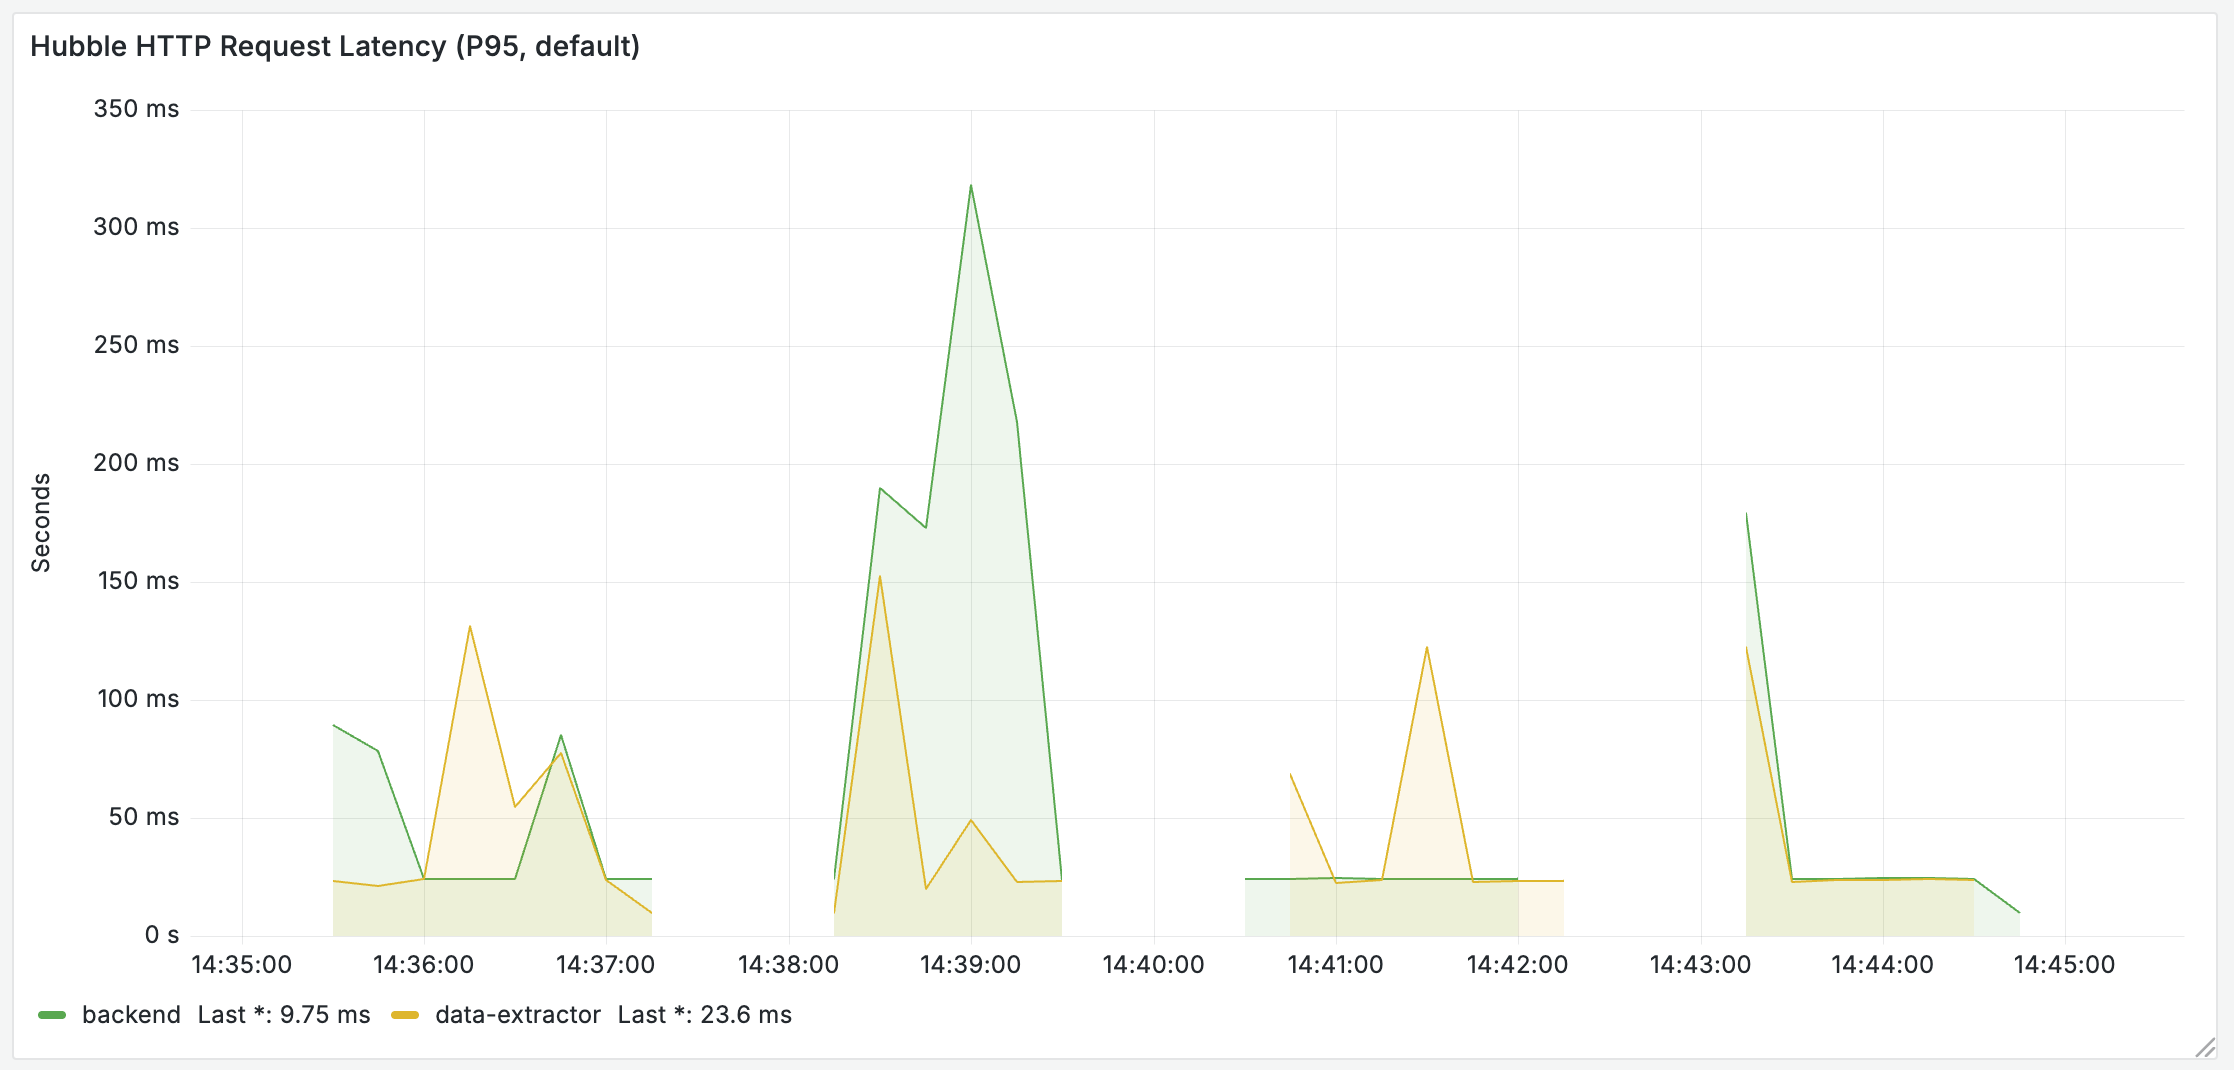 Hubble HTTP Request Latency (P95, default)
350 ms
300 ms
250 ms
200 ms
150 ms
100 ms
50 ms
0 s
Seconds
14:35:00 14:36:00 14:37:00 14:38:00 14:39:00 14:40:00 14:41:00 14:42:00 14:43:00 14:44:00 14:45:00
backend Last *: 9.75 ms data-extractor Last *: 23.6 ms